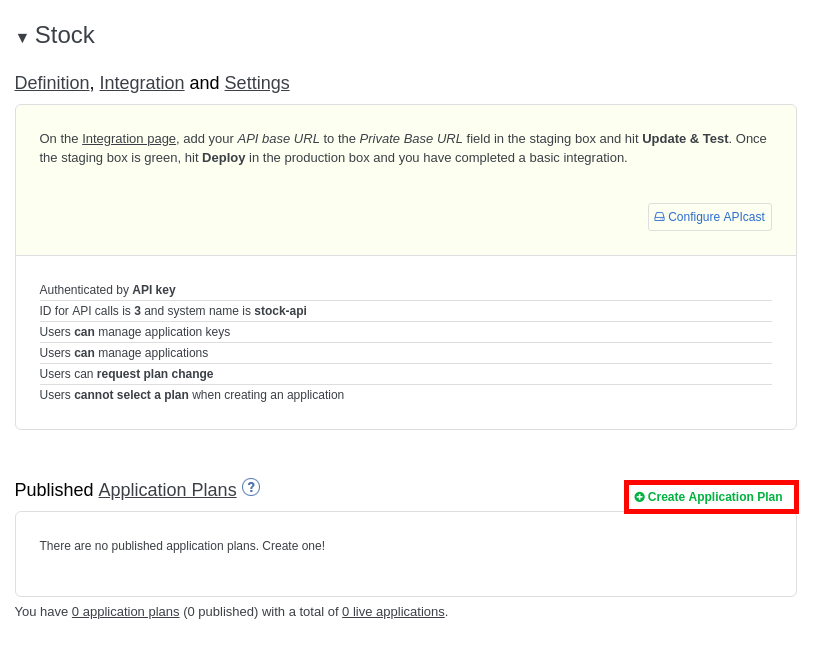 ▾ Stock
Definition, Integration and Settings
On the Integration page, add your API base URL to the Private Base URL field in the staging box and hit Update & Test. Once
the staging box is green, hit Deploy in the production box and you have completed a basic integration.
Configure APIcast
Authenticated by API key
ID for API calls is 3 and system name is stock-api
Users can manage application keys
Users can manage applications
Users can request plan change
Users cannot select a plan when creating an application
Published Application Plans ?
Create Application Plan
There are no published application plans. Create one!
You have 0 application plans (0 published) with a total of 0 live applications.